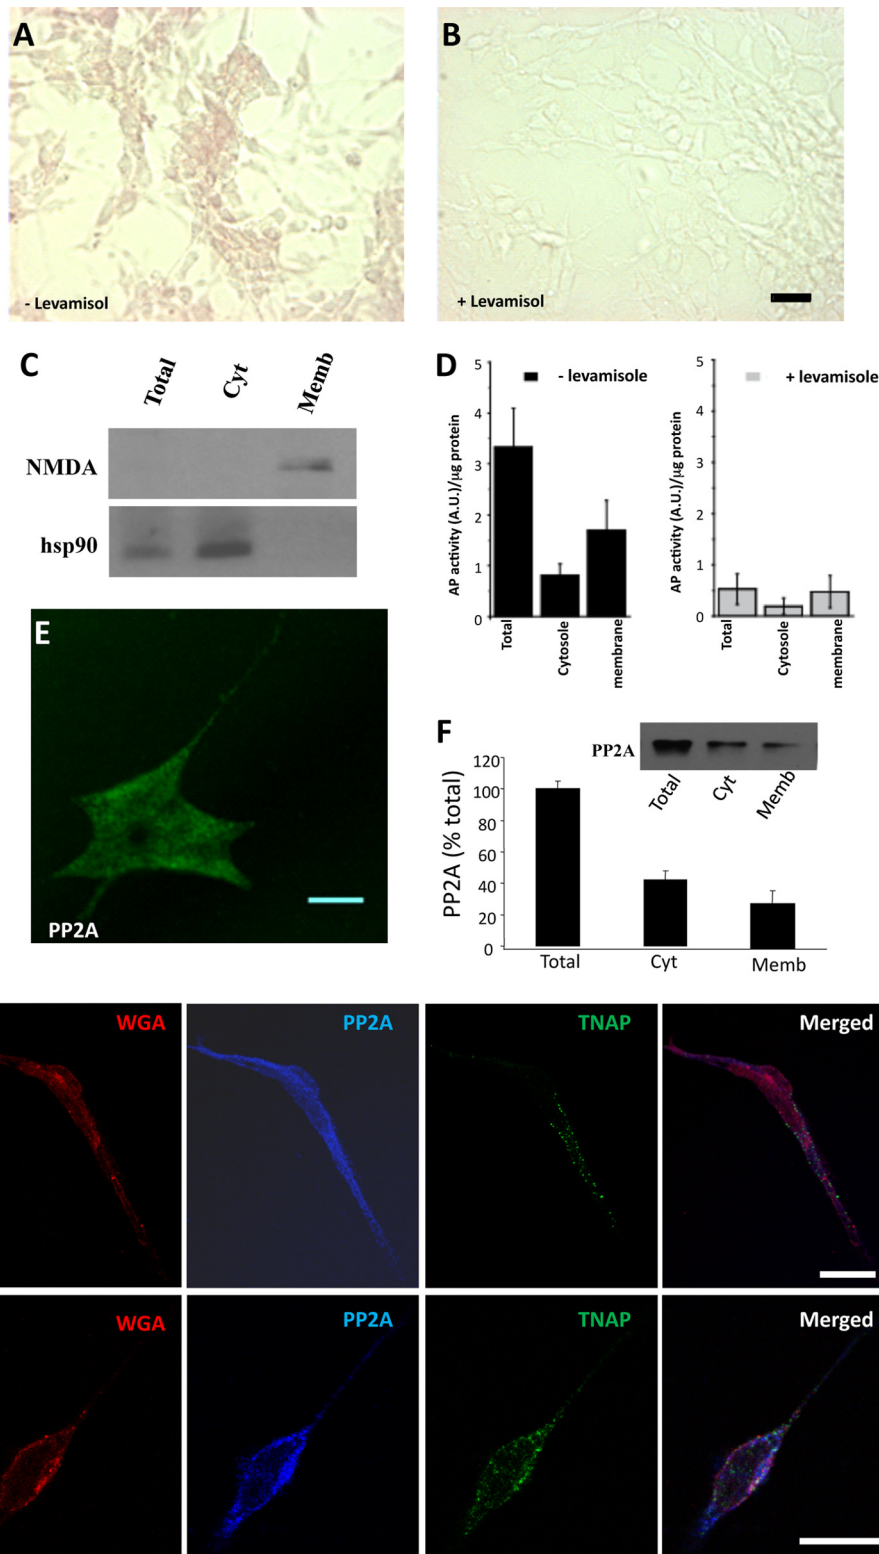 A
- Levamisol
B
+ Levamisol
C
Total
Cyt
Memb
NMDA
hsp90
D
- levamisole
AP activity (A.U.)/µg protein
5
4
3
2
1
0
Total
Cytosole
membrane
+ levamisole
AP activity (A.U.)/µg protein
5
4
3
2
1
0
Total
Cytosole
membrane
E
PP2A
F
PP2A
Total
Cyt
Memb
PP2A (% total)
120
100
80
60
40
20
0
Total
Cyt
Memb
WGA
PP2A
TNAP
Merged
WGA
PP2A
TNAP
Merged